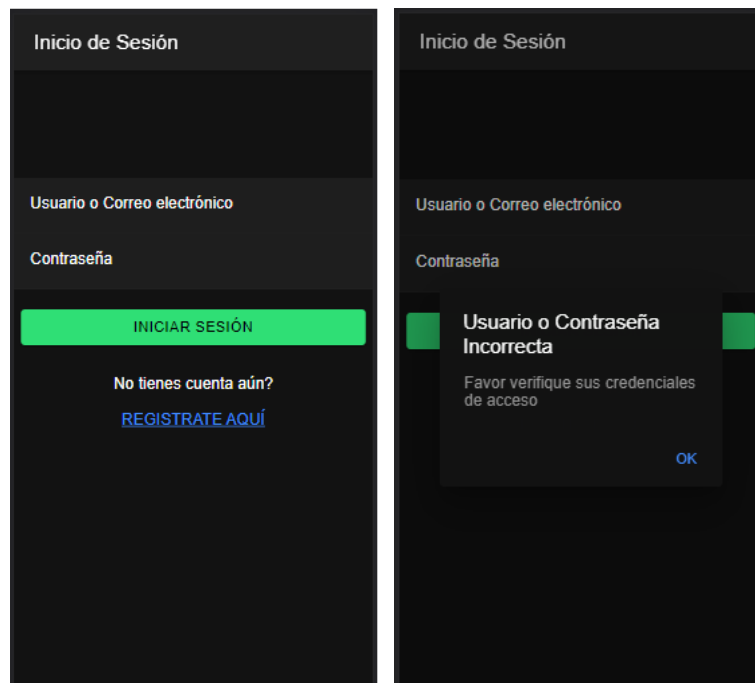 Inicio de Sesión
Usuario o Correo electrónico
Contraseña
INICIAR SESIÓN
No tienes cuenta aún?
REGISTRATE AQUÍ
Inicio de Sesión
Usuario o Correo electrónico
Contraseña
Usuario o Contraseña
Incorrecta
Favor verifique sus credenciales
de acceso
OK